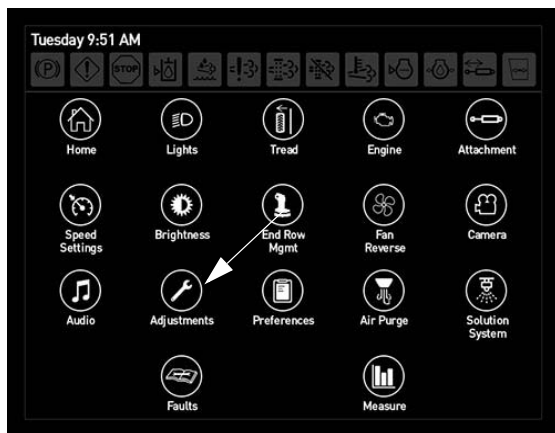 Tuesday 9:51 AM
(P) STOP
Home Lights Tread Engine Attachment
Speed Brightness End Row Fan Camera
Settings Mgmt Reverse
Audio Adjustments Preferences Air Purge Solution
System
Faults Measure